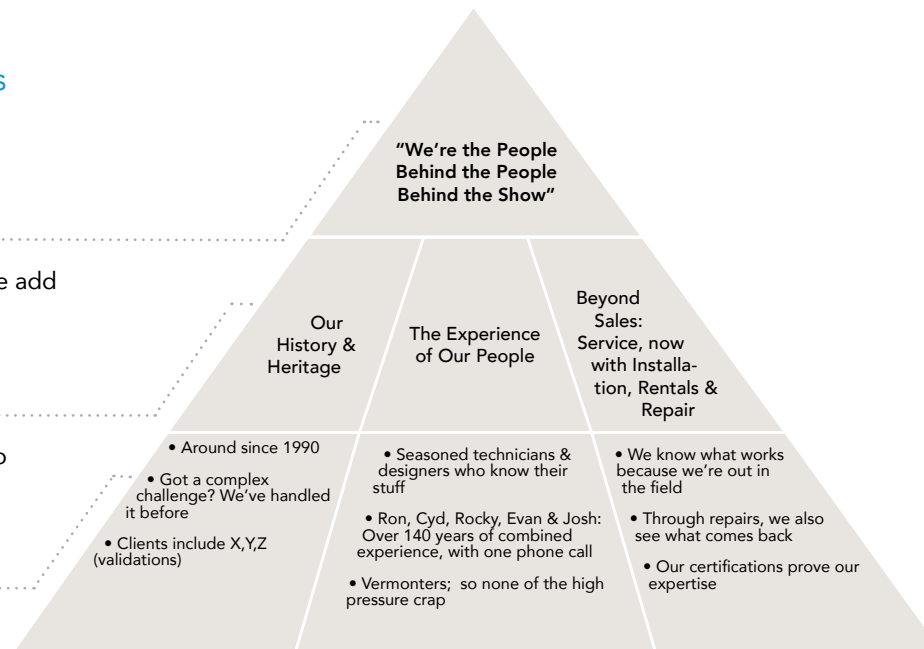 s
“We’re the People
Behind the People
Behind the Show”
e add
Our
History &
Heritage
The Experience
of Our People
Beyond
Sales:
Service, now
with Installa-
tion, Rentals &
Repair
o
• Around since 1990
• Got a complex
challenge? We’ve handled
it before
• Clients include X,Y,Z
(validations)
• Seasoned technicians &
designers who know their
stuff
• Ron, Cyd, Rocky, Evan & Josh:
Over 140 years of combined
experience, with one phone call
• Vermonters;  so none of the high
pressure crap
• We know what works
because we’re out in
the field
• Through repairs, we also
see what comes back
• Our certifications prove our
expertise